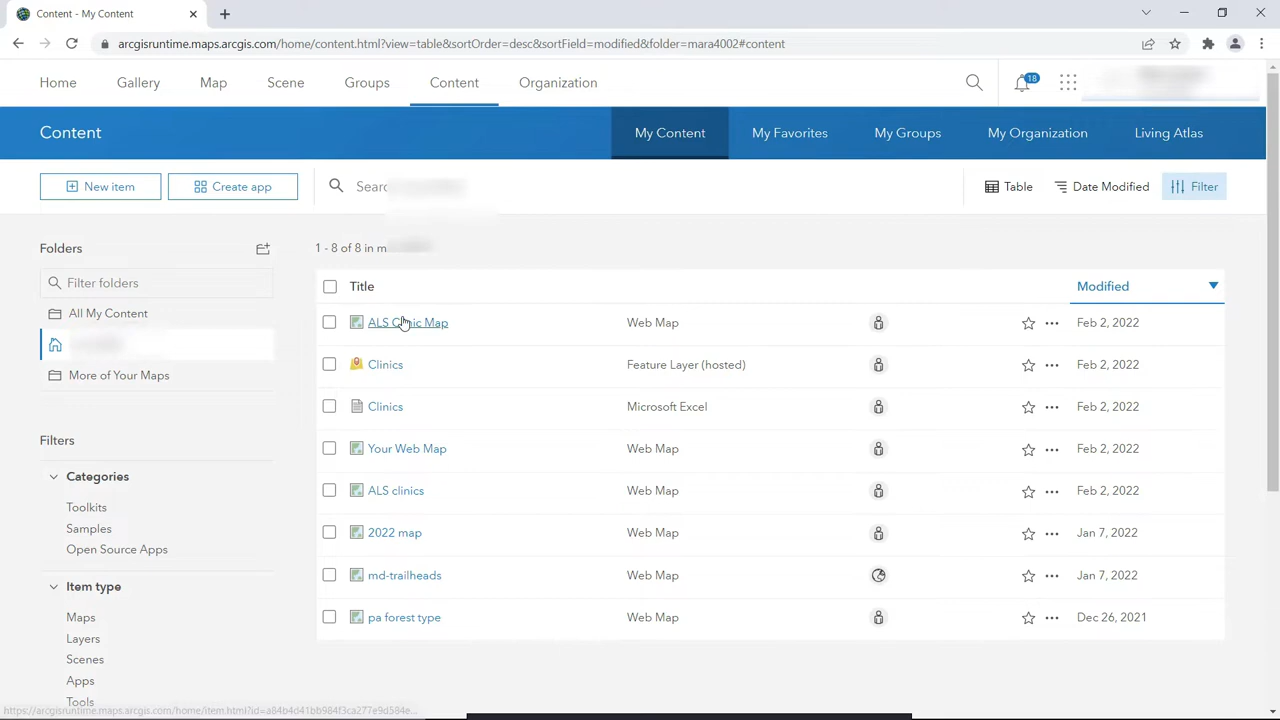 Content - My Content
arcgisruntime.maps.arcgis.com/home/content.html?view=table&sortOrder=desc&sortField=modified&folder=mara4002#content
Home Gallery Map Scene Groups Content Organization 18
Content My Content My Favorites My Groups My Organization Living Atlas
New item Create app Table Date Modified Filter
Folders 1 - 8 of 8 in
Filter folders
All My Content
More of Your Maps
Filters
Categories
Toolkits
Samples
Open Source Apps
Item type
Maps
Layers
Scenes
Apps
Tools
Title Modified
ALS Clinic Map Web Map Feb 2, 2022
Clinics Feature Layer (hosted) Feb 2, 2022
Clinics Microsoft Excel Feb 2, 2022
Your Web Map Web Map Feb 2, 2022
ALS clinics Web Map Feb 2, 2022
2022 map Web Map Jan 7, 2022
md-trailheads Web Map Jan 7, 2022
pa forest type Web Map Dec 26, 2021